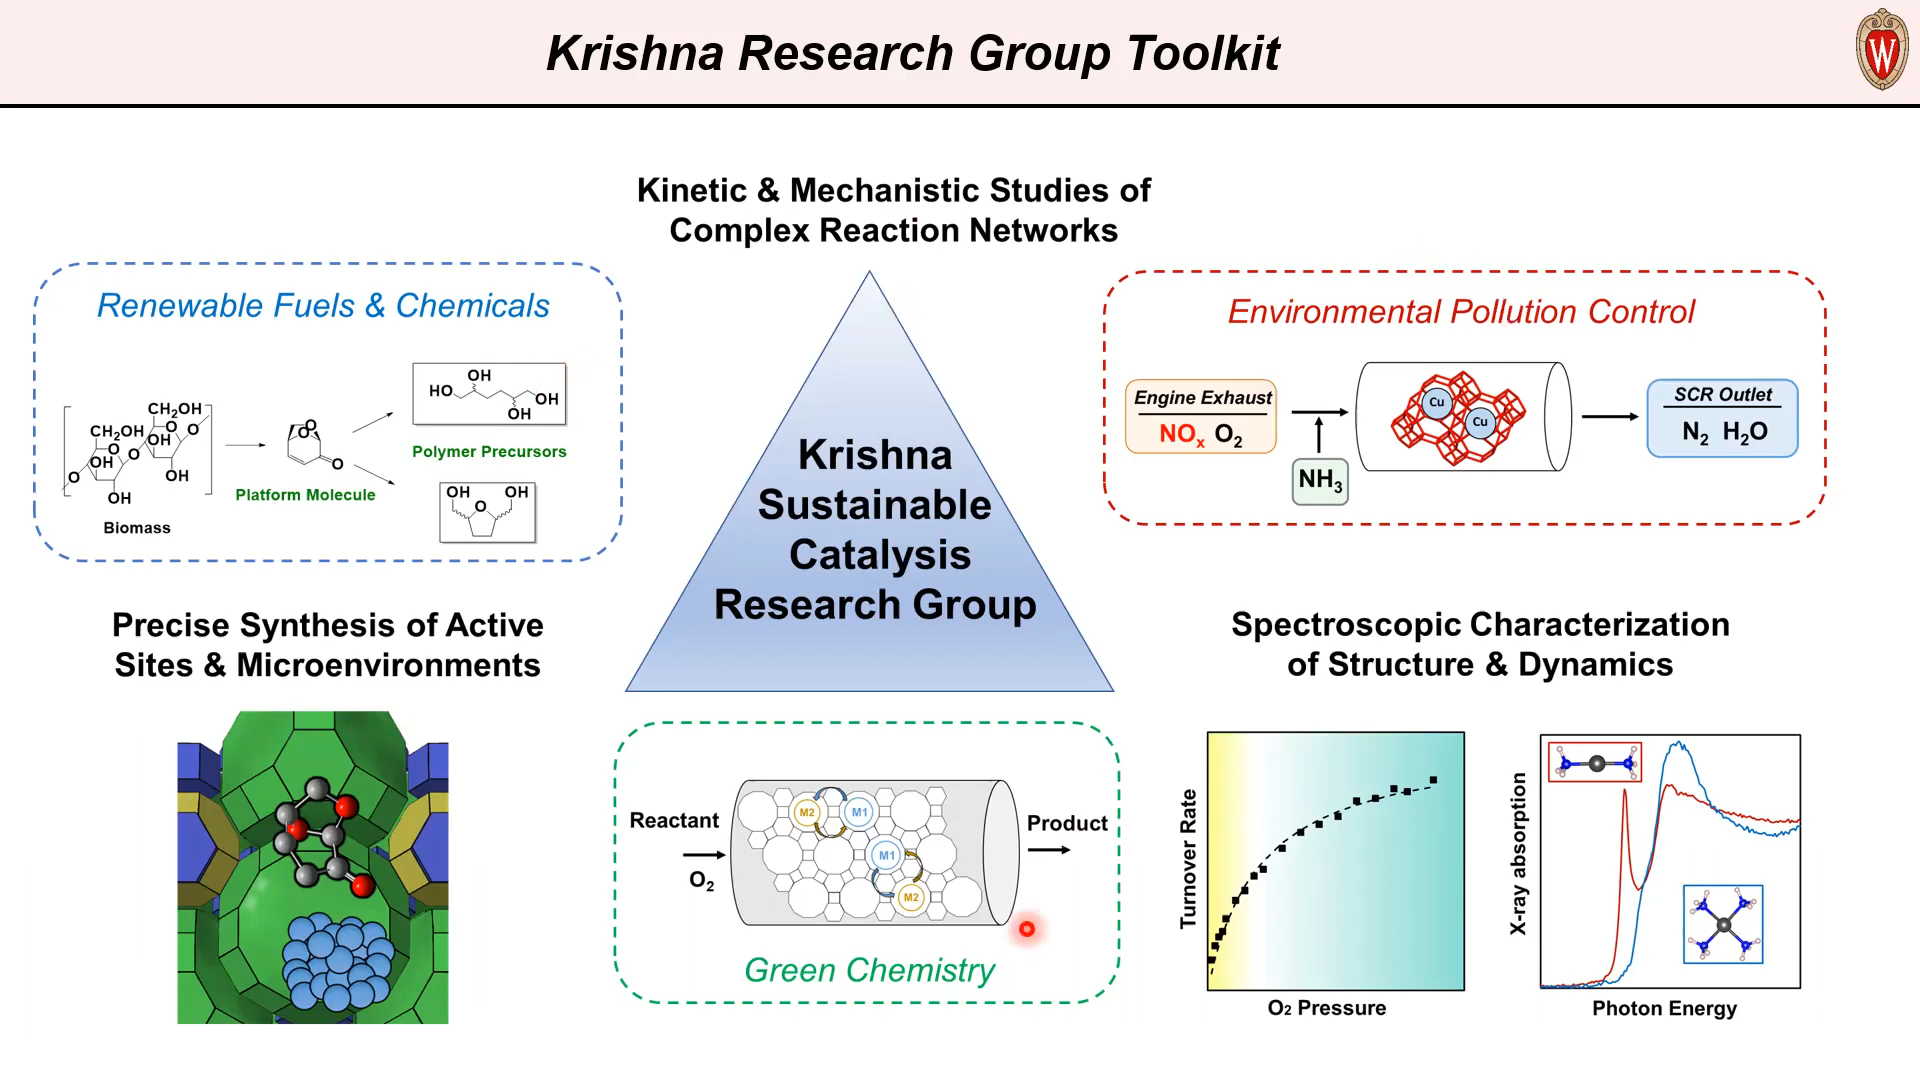 Krishna Research Group Toolkit
W
Kinetic & Mechanistic Studies of
Complex Reaction Networks
Renewable Fuels & Chemicals
CH₂OH
O
O
CH₂OH
OH
O
O
OH
OH
O
OH
Biomass
O
O
O
Platform Molecule
OH
HO
OH
OH
Polymer Precursors
OH
OH
O
Environmental Pollution Control
Engine Exhaust
NOₓ O₂
NH₃
Cu
Cu
SCR Outlet
N₂ H₂O
Krishna
Sustainable
Catalysis
Research Group
Precise Synthesis of Active
Sites & Microenvironments
Spectroscopic Characterization
of Structure & Dynamics
Reactant
O₂
M2
M1
M1
M2
Product
Green Chemistry
Turnover Rate
O₂ Pressure
X-ray absorption
Photon Energy